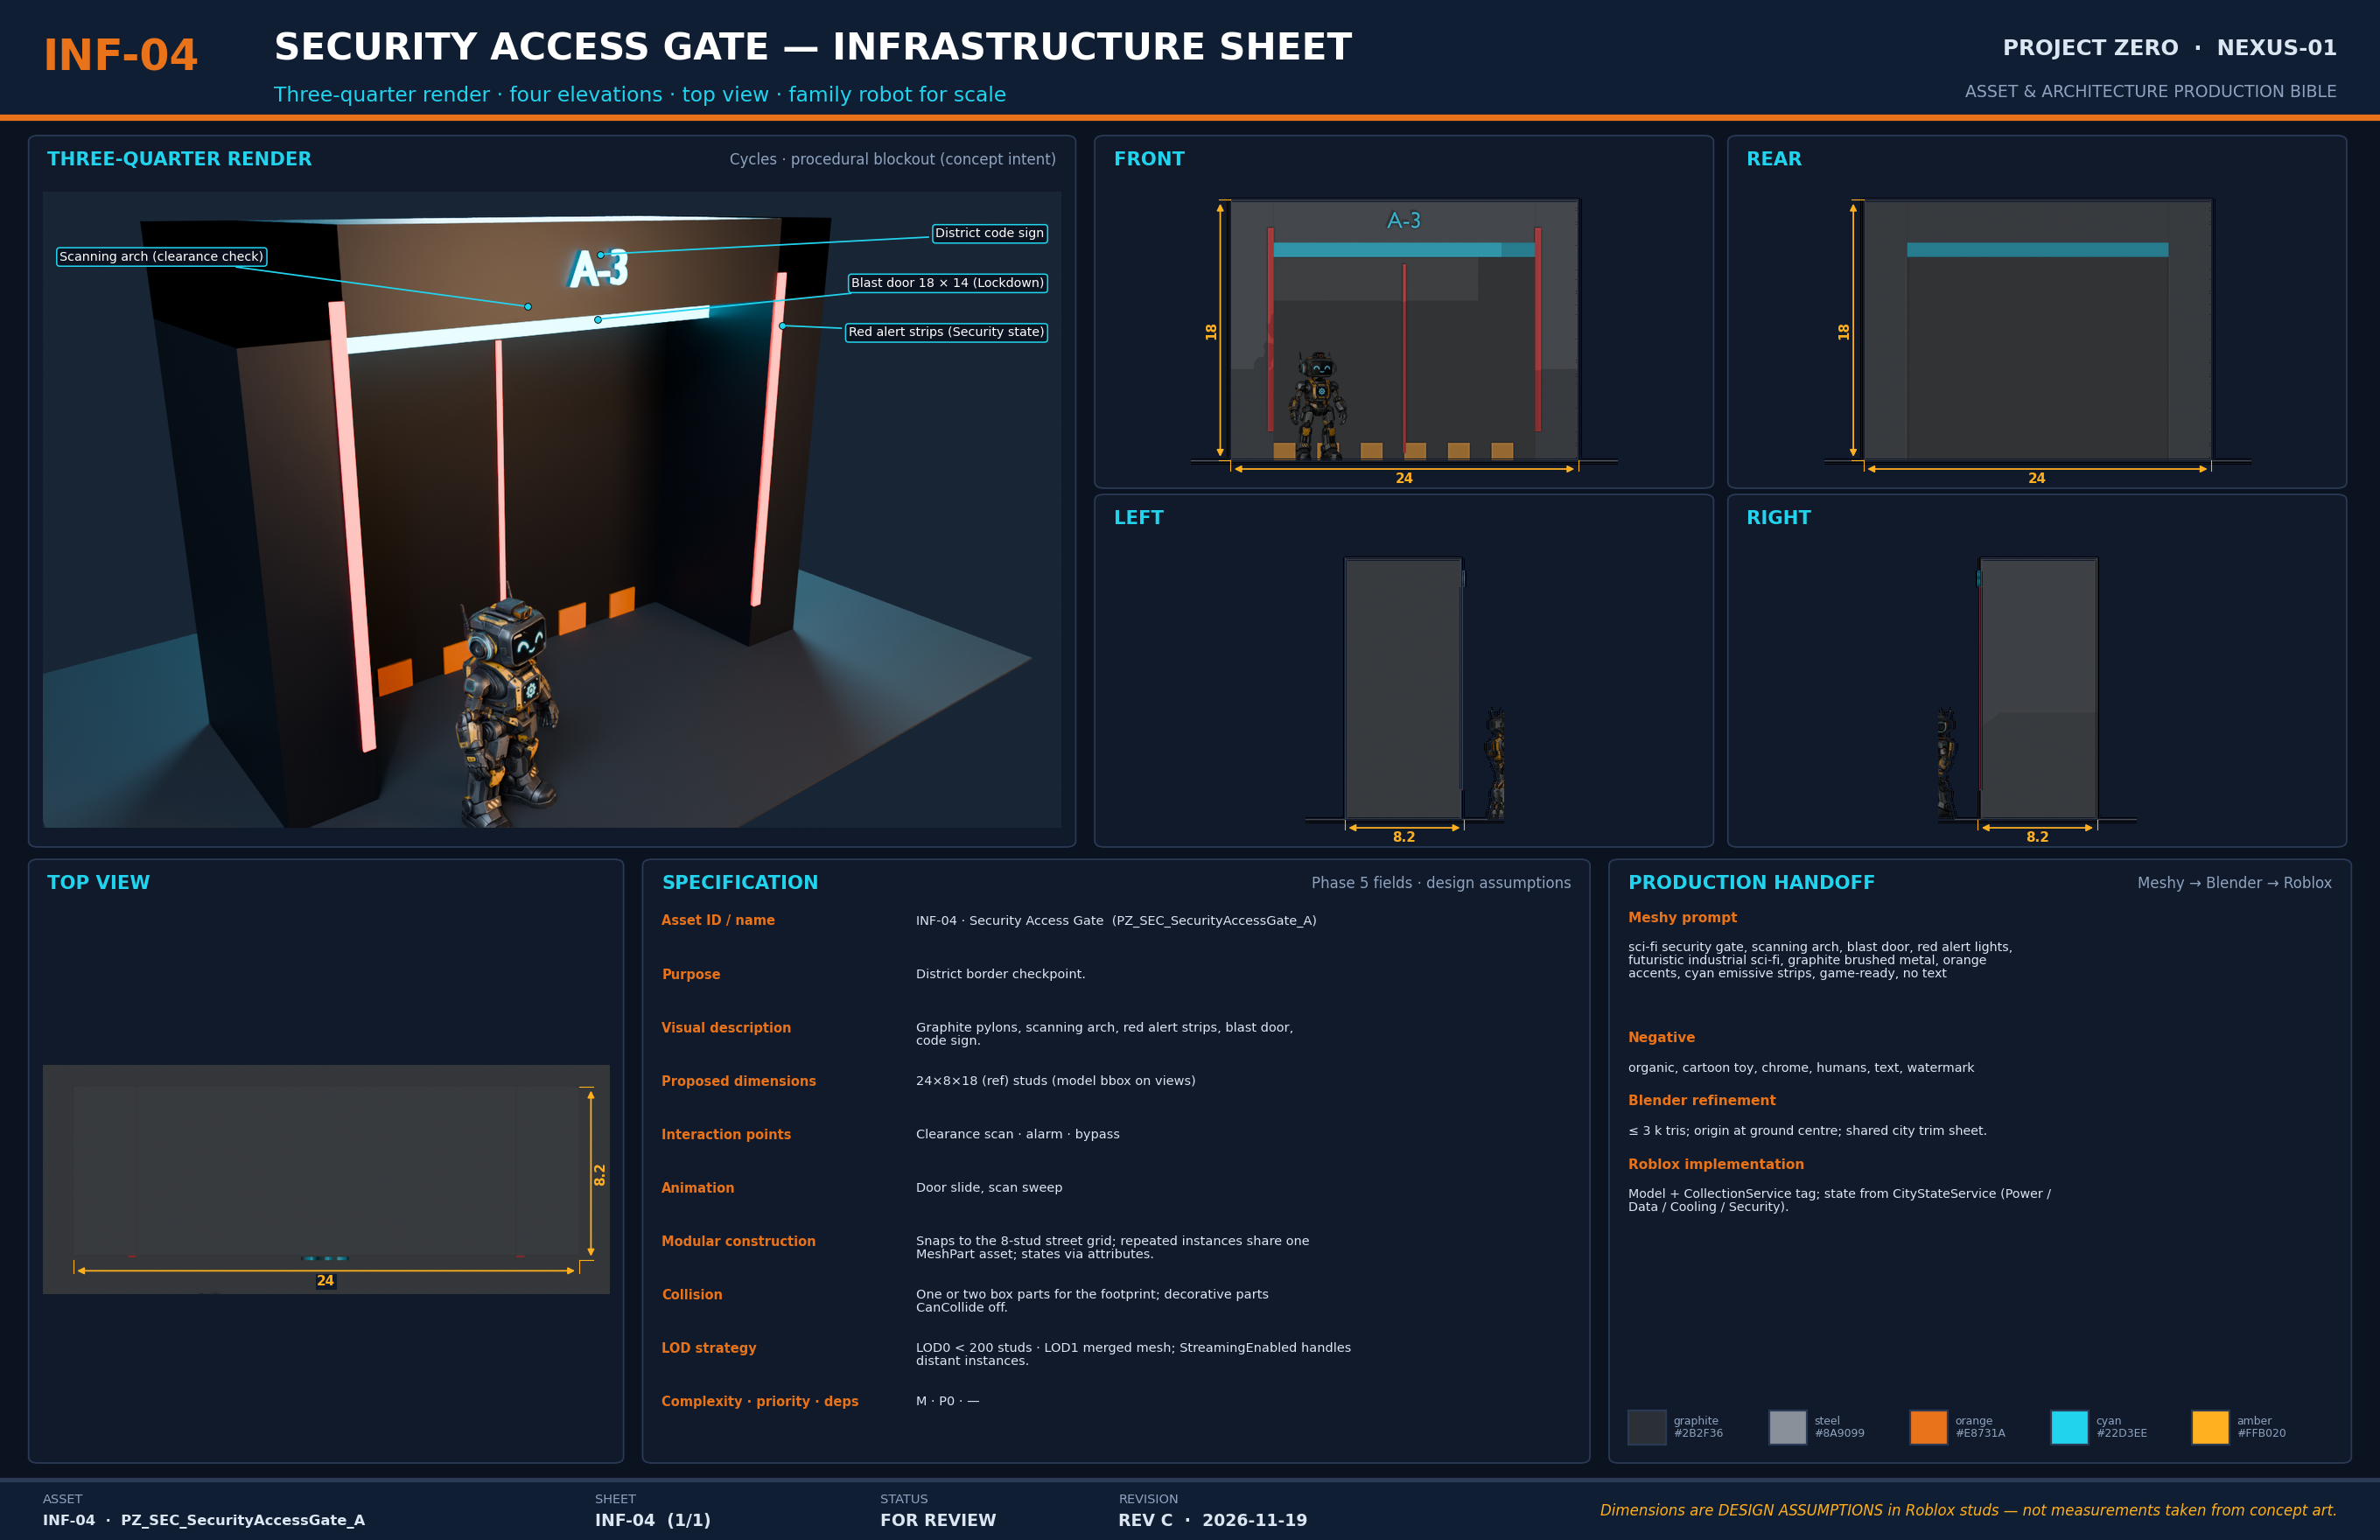 INF-04
SECURITY ACCESS GATE — INFRASTRUCTURE SHEET
Three-quarter render · four elevations · top view · family robot for scale
PROJECT ZERO · NEXUS-01
ASSET & ARCHITECTURE PRODUCTION BIBLE
THREE-QUARTER RENDER
Cycles · procedural blockout (concept intent)
Scanning arch (clearance check)
District code sign
Blast door 18 × 14 (Lockdown)
Red alert strips (Security state)
A-3
FRONT
A-3
18
24
REAR
18
24
LEFT
8.2
RIGHT
8.2
TOP VIEW
8.2
24
SPECIFICATION
Phase 5 fields · design assumptions
Asset ID / name
INF-04 · Security Access Gate (PZ_SEC_SecurityAccessGate_A)
Purpose
District border checkpoint.
Visual description
Graphite pylons, scanning arch, red alert strips, blast door,
code sign.
Proposed dimensions
24×8×18 (ref) studs (model bbox on views)
Interaction points
Clearance scan · alarm · bypass
Animation
Door slide, scan sweep
Modular construction
Snaps to the 8-stud street grid; repeated instances share one
MeshPart asset; states via attributes.
Collision
One or two box parts for the footprint; decorative parts
CanCollide off.
LOD strategy
LOD0 < 200 studs · LOD1 merged mesh; StreamingEnabled handles
distant instances.
Complexity · priority · deps
M · P0 · —
PRODUCTION HANDOFF
Meshy → Blender → Roblox
Meshy prompt
sci-fi security gate, scanning arch, blast door, red alert lights,
futuristic industrial sci-fi, graphite brushed metal, orange
accents, cyan emissive strips, game-ready, no text
Negative
organic, cartoon toy, chrome, humans, text, watermark
Blender refinement
≤ 3 k tris; origin at ground centre; shared city trim sheet.
Roblox implementation
Model + CollectionService tag; state from CityStateService (Power /
Data / Cooling / Security).
graphite
#2B2F36
steel
#8A9099
orange
#E8731A
cyan
#22D3EE
amber
#FFB020
ASSET
INF-04 · PZ_SEC_SecurityAccessGate_A
SHEET
INF-04 (1/1)
STATUS
FOR REVIEW
REVISION
REV C · 2026-11-19
Dimensions are DESIGN ASSUMPTIONS in Roblox studs — not measurements taken from concept art.